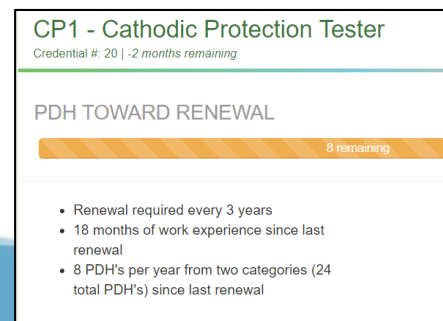 CP1 - Cathodic Protection Tester
Credential #: 20 | -2 months remaining
PDH TOWARD RENEWAL
8 remaining
• Renewal required every 3 years
• 18 months of work experience since last
renewal
• 8 PDH's per year from two categories (24
total PDH's) since last renewal